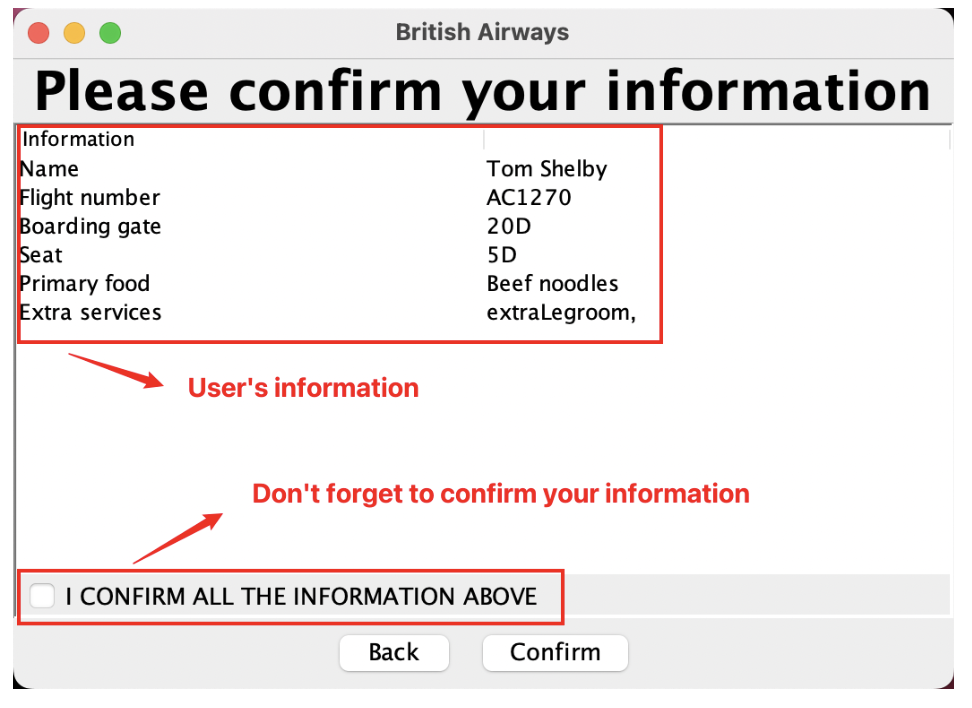 British Airways
Please confirm your information
Information
Name Tom Shelby
Flight number AC1270
Boarding gate 20D
Seat 5D
Primary food Beef noodles
Extra services extraLegroom,
User's information
Don't forget to confirm your information
I CONFIRM ALL THE INFORMATION ABOVE
Back Confirm